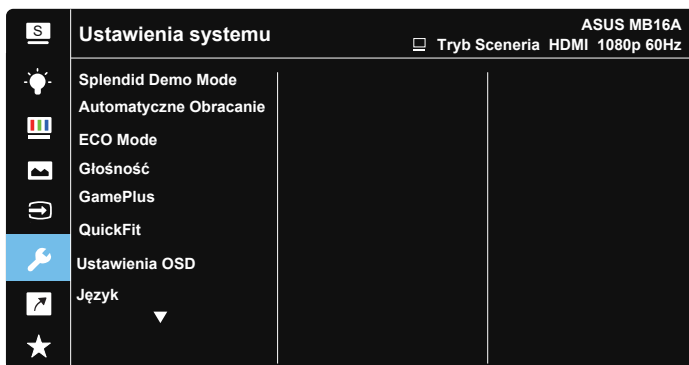 S
Ustawienia systemu
ASUS MB16A
Tryb Sceneria HDMI 1080p 60Hz
Splendid Demo Mode
Automatyczne Obracanie
ECO Mode
Głośność
GamePlus
QuickFit
Ustawienia OSD
Język